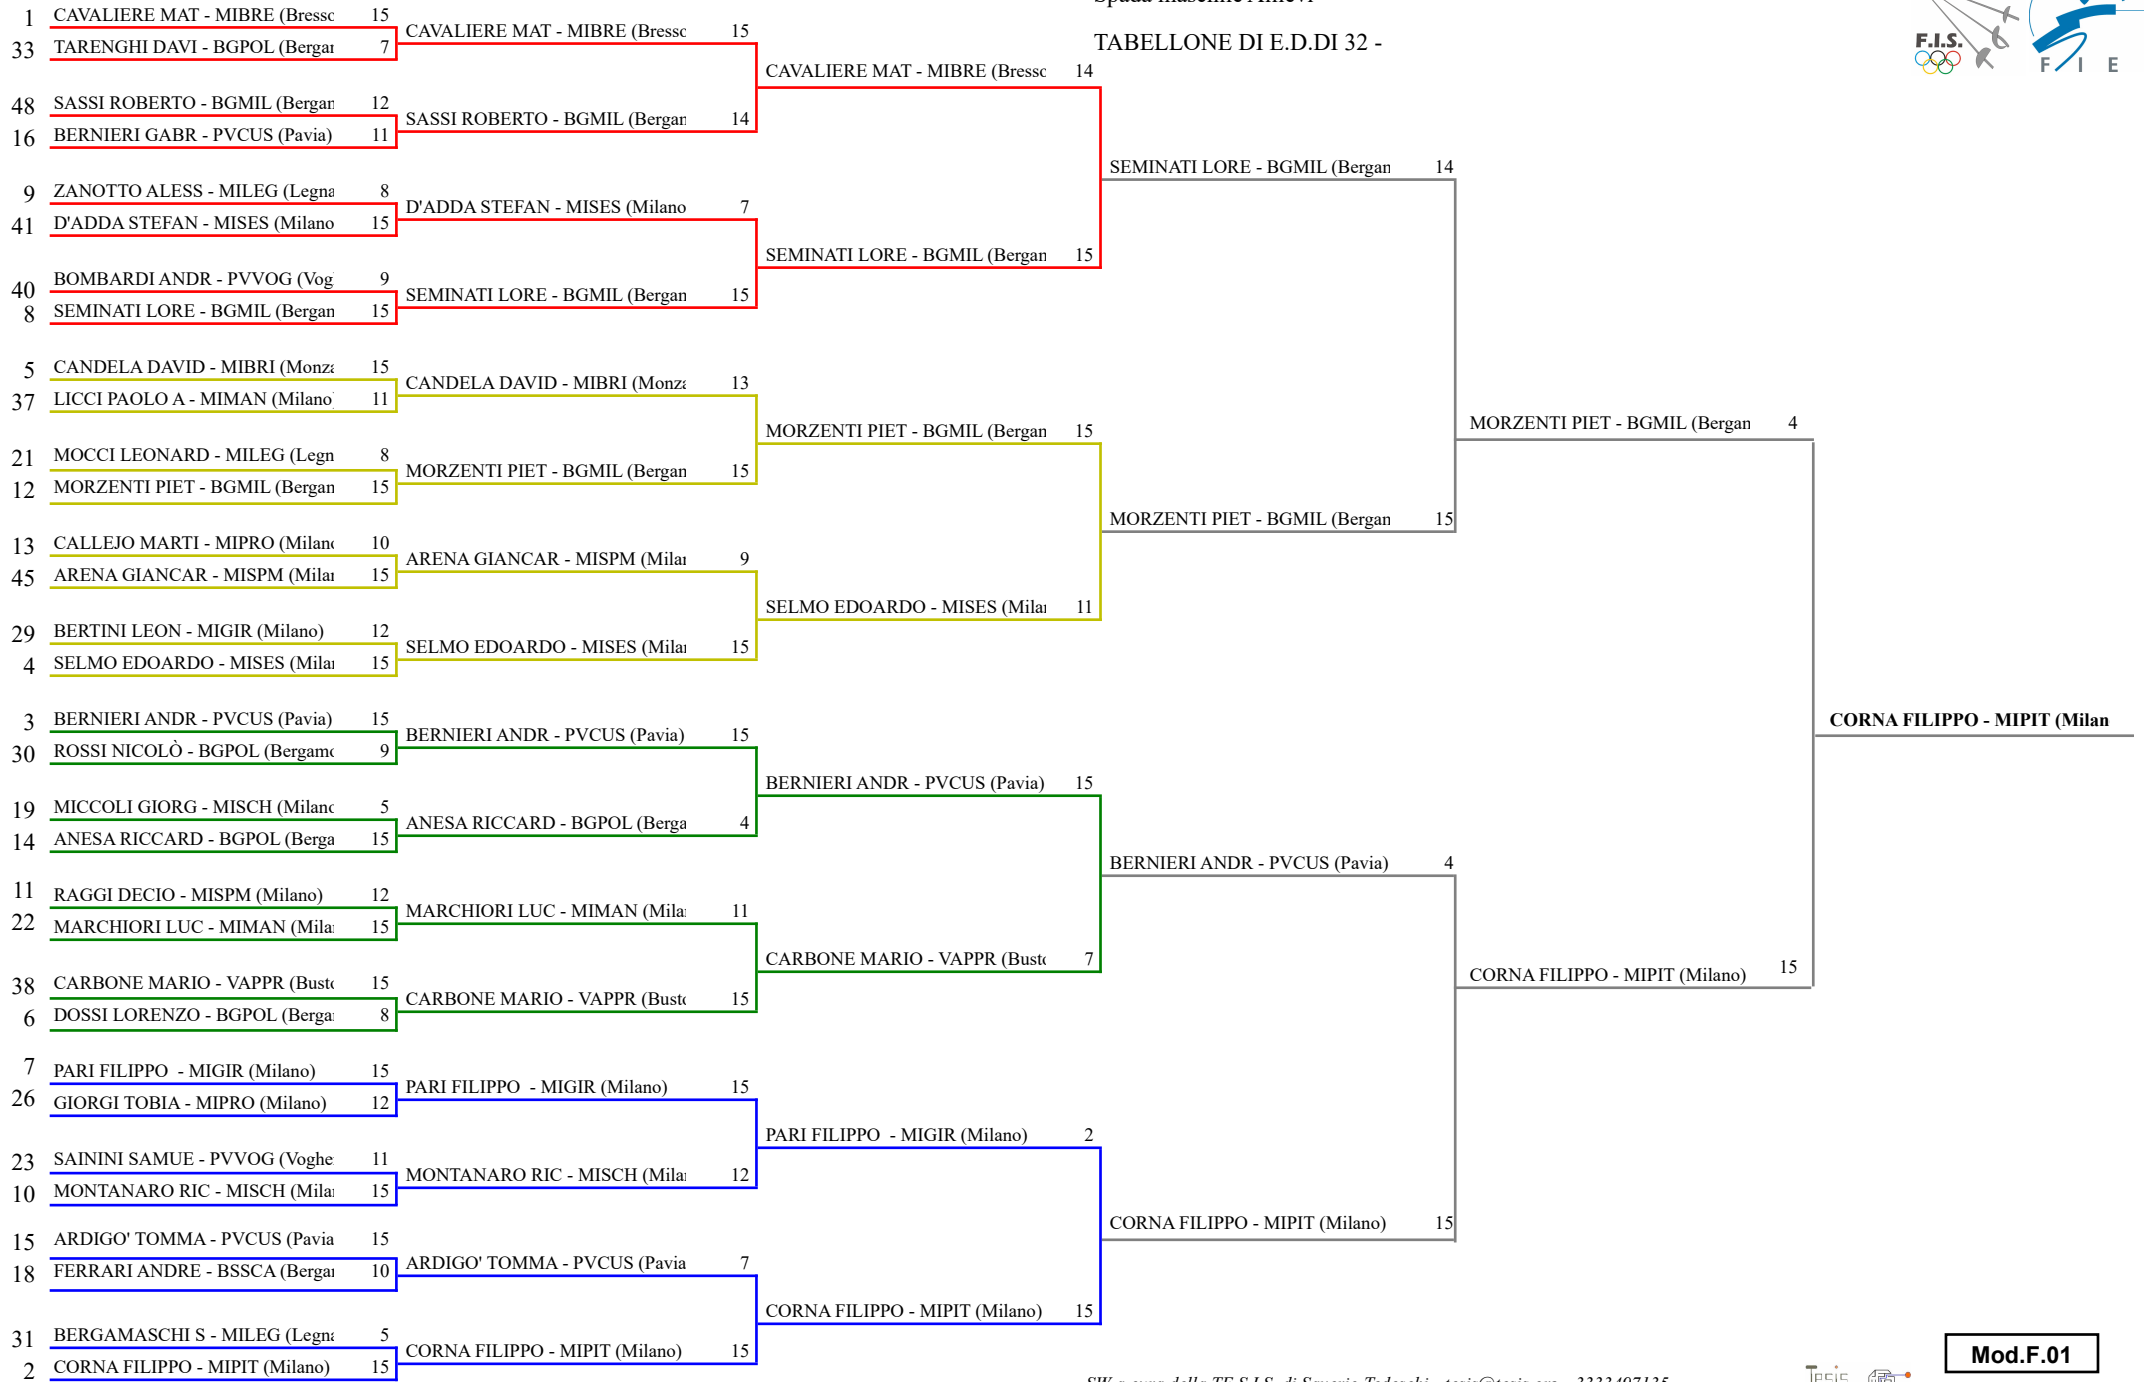 TABELLONE DI E.D.DI 32 -
F.I.S.
F I E
1 CAVALIERE MAT - MIBRE (Bressc 15
33 TARENGHI DAVI - BGPOL (Bergar 7
48 SASSI ROBERTO - BGMIL (Bergan 12
16 BERNIERI GABR - PVCUS (Pavia) 11
9 ZANOTTO ALESS - MILEG (Legna 8
41 D'ADDA STEFAN - MISES (Milano 15
40 BOMBARDI ANDR - PVVOG (Vog 9
8 SEMINATI LORE - BGMIL (Bergan 15
5 CANDELA DAVID - MIBRI (Monza 15
37 LICCI PAOLO A - MIMAN (Milano) 11
21 MOCCI LEONARD - MILEG (Legn 8
12 MORZENTI PIET - BGMIL (Bergan 15
13 CALLEJO MARTI - MIPRO (Milanc 10
45 ARENA GIANCAR - MISPM (Milar 15
29 BERTINI LEON - MIGIR (Milano) 12
4 SELMO EDOARDO - MISES (Milar 15
3 BERNIERI ANDR - PVCUS (Pavia) 15
30 ROSSI NICOLÒ - BGPOL (Bergamo 9
19 MICCOLI GIORG - MISCH (Milanc 5
14 ANESA RICCARD - BGPOL (Berga 15
11 RAGGI DECIO - MISPM (Milano) 12
22 MARCHIORI LUC - MIMAN (Mila 15
38 CARBONE MARIO - VAPPR (Busto 15
6 DOSSI LORENZO - BGPOL (Berga 8
7 PARI FILIPPO - MIGIR (Milano) 15
26 GIORGI TOBIA - MIPRO (Milano) 12
23 SAININI SAMUE - PVVOG (Voghe 11
10 MONTANARO RIC - MISCH (Mila 15
15 ARDIGO' TOMMA - PVCUS (Pavia 15
18 FERRARI ANDRE - BSSCA (Bergar 10
31 BERGAMASCHI S - MILEG (Legna 5
2 CORNA FILIPPO - MIPIT (Milano) 15
CAVALIERE MAT - MIBRE (Bressc 15
SASSI ROBERTO - BGMIL (Bergan 14
D'ADDA STEFAN - MISES (Milano 7
SEMINATI LORE - BGMIL (Bergan 15
CANDELA DAVID - MIBRI (Monza 13
MORZENTI PIET - BGMIL (Bergan 15
ARENA GIANCAR - MISPM (Milar 9
SELMO EDOARDO - MISES (Milar 15
BERNIERI ANDR - PVCUS (Pavia) 15
ANESA RICCARD - BGPOL (Berga 4
MARCHIORI LUC - MIMAN (Mila 11
CARBONE MARIO - VAPPR (Busto 15
PARI FILIPPO - MIGIR (Milano) 15
MONTANARO RIC - MISCH (Mila 12
ARDIGO' TOMMA - PVCUS (Pavia 7
CORNA FILIPPO - MIPIT (Milano) 15
CAVALIERE MAT - MIBRE (Bressc 14
SEMINATI LORE - BGMIL (Bergan 15
MORZENTI PIET - BGMIL (Bergan 15
SELMO EDOARDO - MISES (Milar 11
BERNIERI ANDR - PVCUS (Pavia) 15
CARBONE MARIO - VAPPR (Busto 7
PARI FILIPPO - MIGIR (Milano) 2
CORNA FILIPPO - MIPIT (Milano) 15
SEMINATI LORE - BGMIL (Bergan 14
MORZENTI PIET - BGMIL (Bergan 15
BERNIERI ANDR - PVCUS (Pavia) 4
CORNA FILIPPO - MIPIT (Milano) 15
MORZENTI PIET - BGMIL (Bergan 4
CORNA FILIPPO - MIPIT (Milano) 15
CORNA FILIPPO - MIPIT (Milan
Mod.F.01